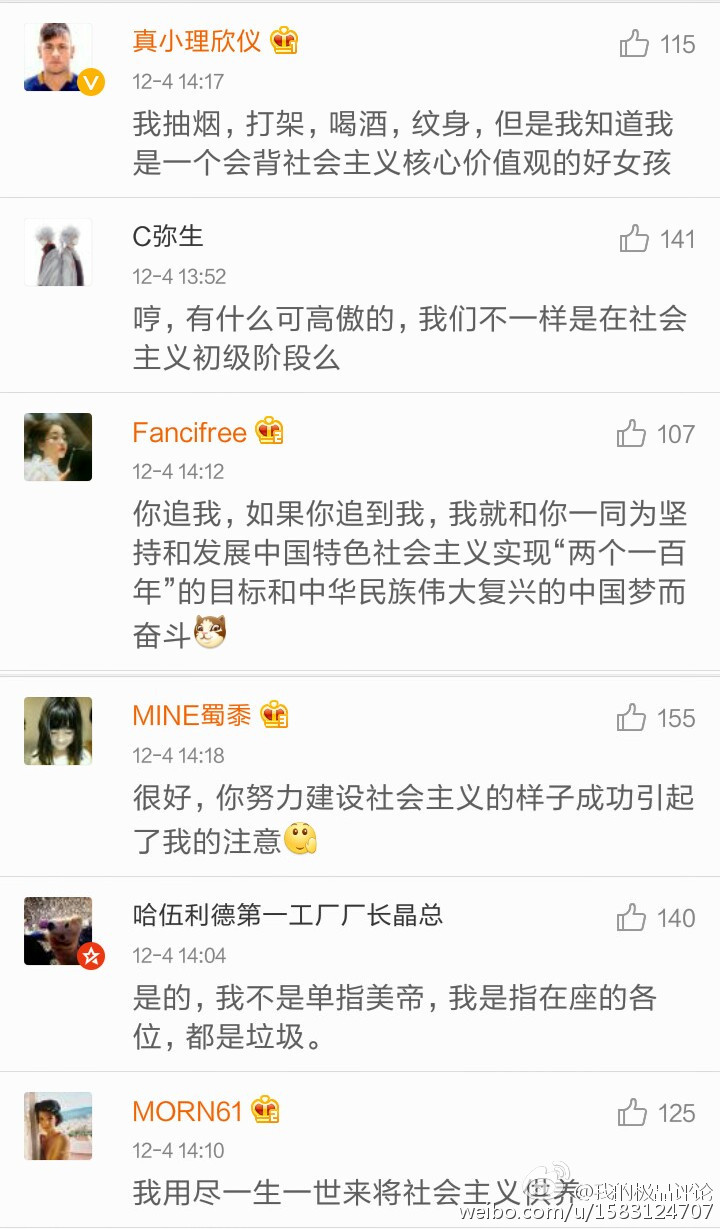 真小理欣仪
115
12-4 14:17
我抽烟，打架，喝酒，纹身，但是我知道我
是一个会背社会主义核心价值观的好女孩
C弥生
141
12-4 13:52
哼，有什么可高傲的，我们不一样是在社会
主义初级阶段么
Fancifree
107
12-4 14:12
你追我，如果你追到我，我就和你一同为坚
持和发展中国特色社会主义实现“两个一百
年”的目标和中华民族伟大复兴的中国梦而
奋斗
MINE蜀黍
155
12-4 14:18
很好，你努力建设社会主义的样子成功引起
了我的注意
哈伍利德第一工厂厂长晶总
140
12-4 14:04
是的，我不是单指美帝，我是指在座的各
位，都是垃圾。
MORN61
125
12-4 14:10
我用尽一生一世来将社会主义供养
@我的极品评论
weibo.com/u/1583124707